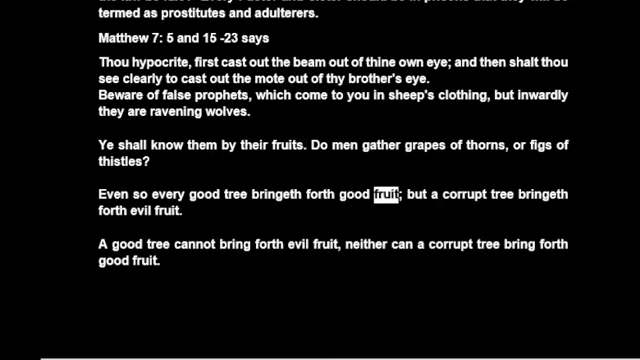 termed as prostitutes and adulterers.
Matthew 7: 5 and 15 -23 says
Thou hypocrite, first cast out the beam out of thine own eye; and then shalt thou
see clearly to cast out the mote out of thy brother's eye.
Beware of false prophets, which come to you in sheep's clothing, but inwardly
they are ravening wolves.
Ye shall know them by their fruits. Do men gather grapes of thorns, or figs of
thistles?
Even so every good tree bringeth forth good fruit; but a corrupt tree bringeth
forth evil fruit.
A good tree cannot bring forth evil fruit, neither can a corrupt tree bring forth
good fruit.